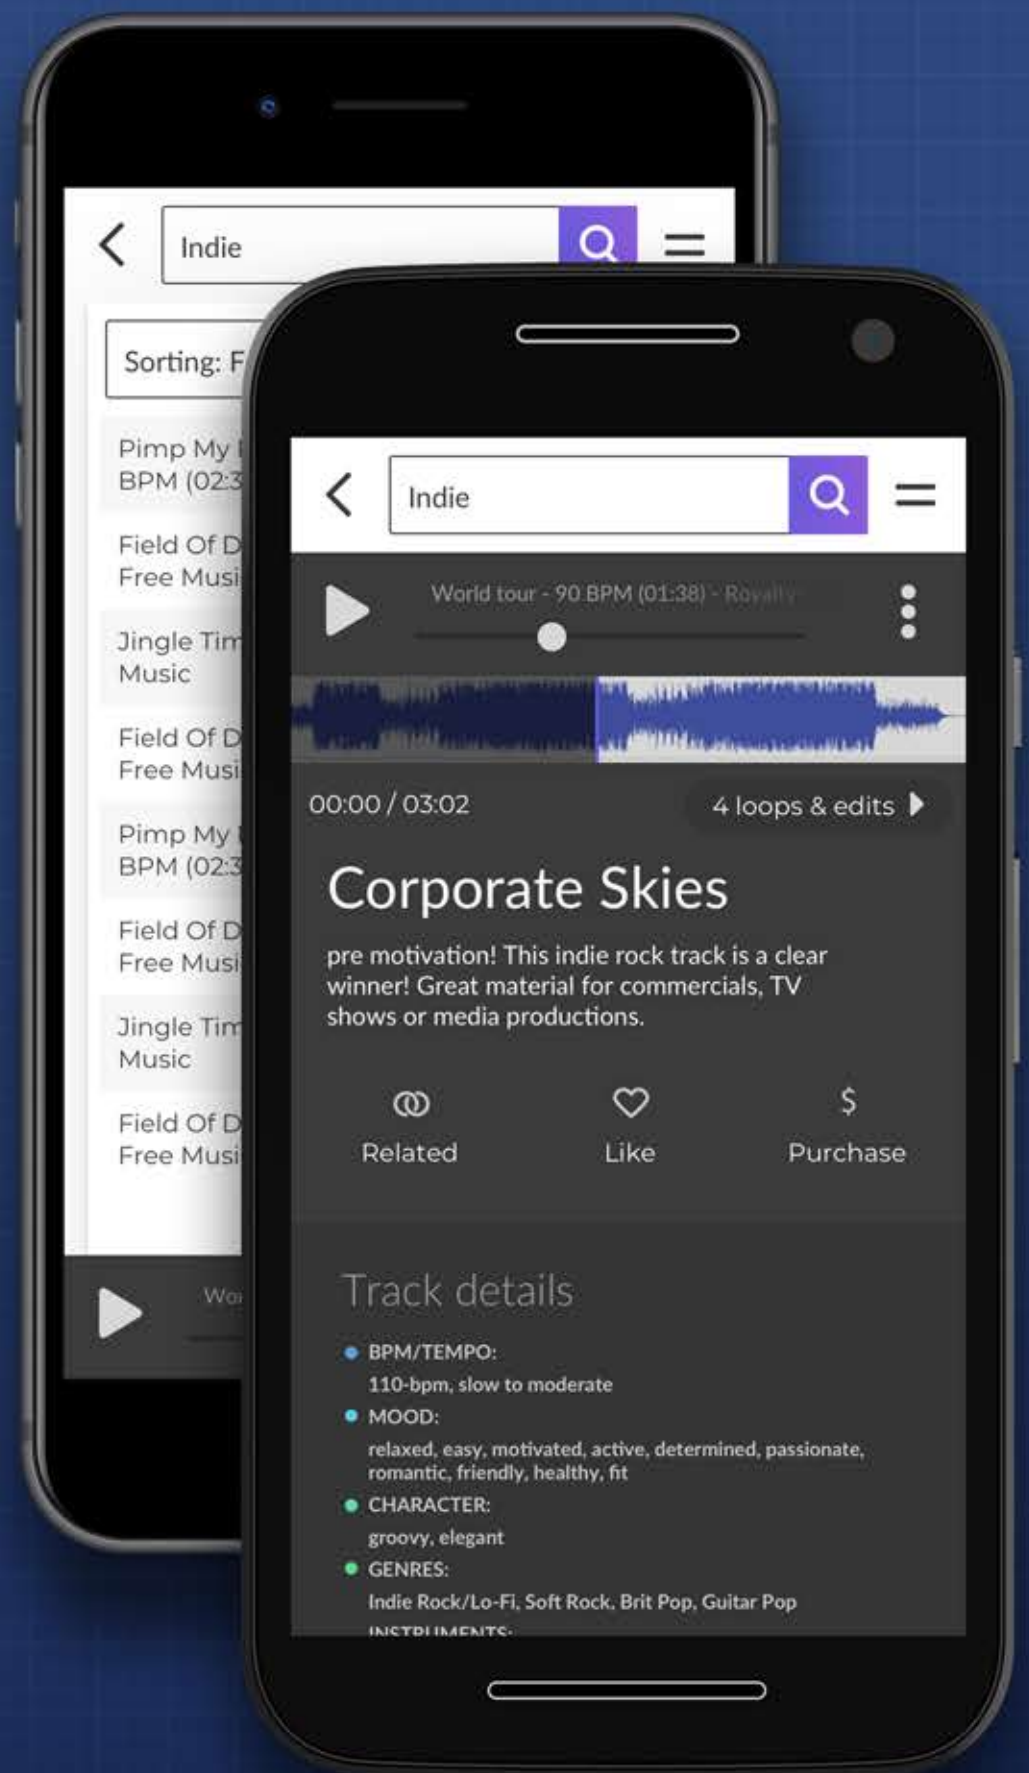 Indie
Sorting: F
Pimp My
BPM (02:3
Field Of D
Free Musi
Jingle Tim
Music
Field Of D
Free Musi
Pimp My
BPM (02:3
Field Of D
Free Musi
Jingle Tim
Music
Field Of D
Free Musi
Wo
Indie
World tour - 90 BPM (01:38) - Royalty
00:00 / 03:02
4 loops & edits
Corporate Skies
pre motivation! This indie rock track is a clear
winner! Great material for commercials, TV
shows or media productions.
Related
Like
$
Purchase
Track details
BPM/TEMPO:
110-bpm, slow to moderate
MOOD:
relaxed, easy, motivated, active, determined, passionate,
romantic, friendly, healthy, fit
CHARACTER:
groovy, elegant
GENRES:
Indie Rock/Lo-Fi, Soft Rock, Brit Pop, Guitar Pop
INSTRUMENTS: